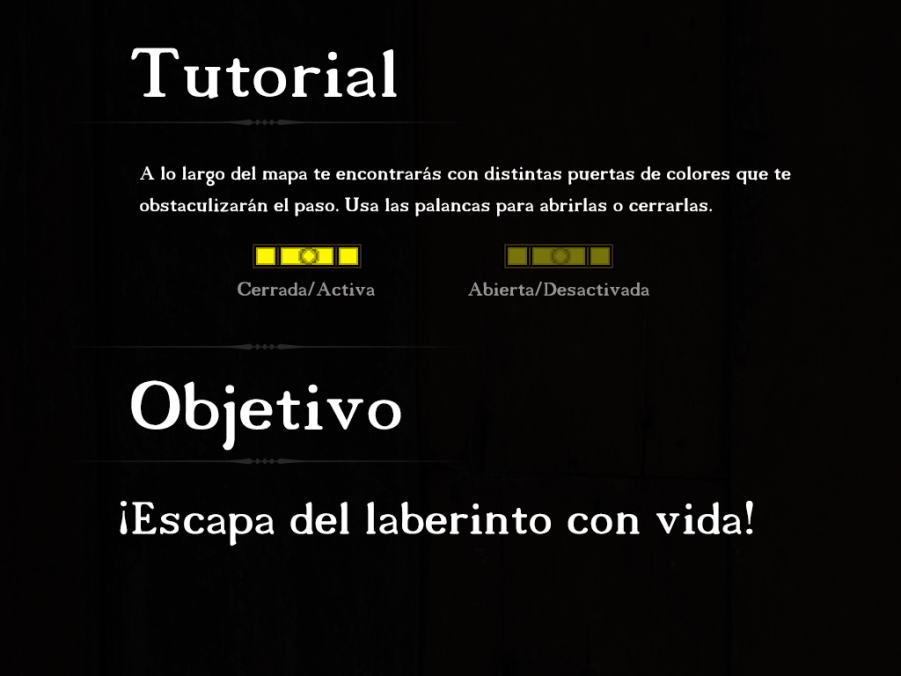 Tutorial
A lo largo del mapa te encontrarás con distintas puertas de colores que te
obstaculizarán el paso. Usa las palancas para abrirlas o cerrarlas.
Cerrada/Activa
Abierta/Desactivada
Objetivo
¡Escapa del laberinto con vida!